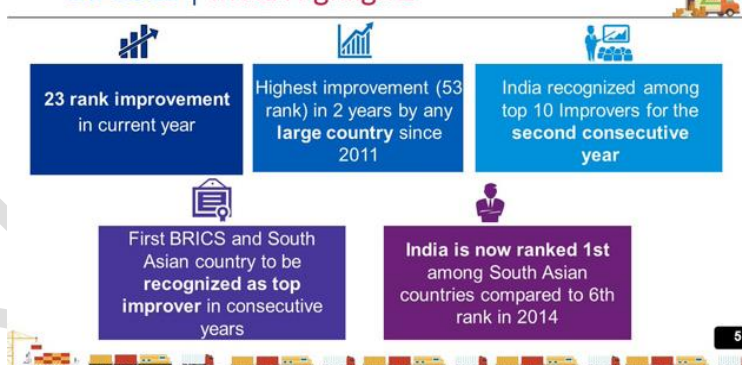 23 rank improvement
in current year
Highest improvement (53
rank) in 2 years by any
large country since
2011
India recognized among
top 10 Improvers for the
second consecutive
year
First BRICS and South
Asian country to be
recognized as top
improver in consecutive
years
India is now ranked 1st
among South Asian
countries compared to 6th
rank in 2014
5